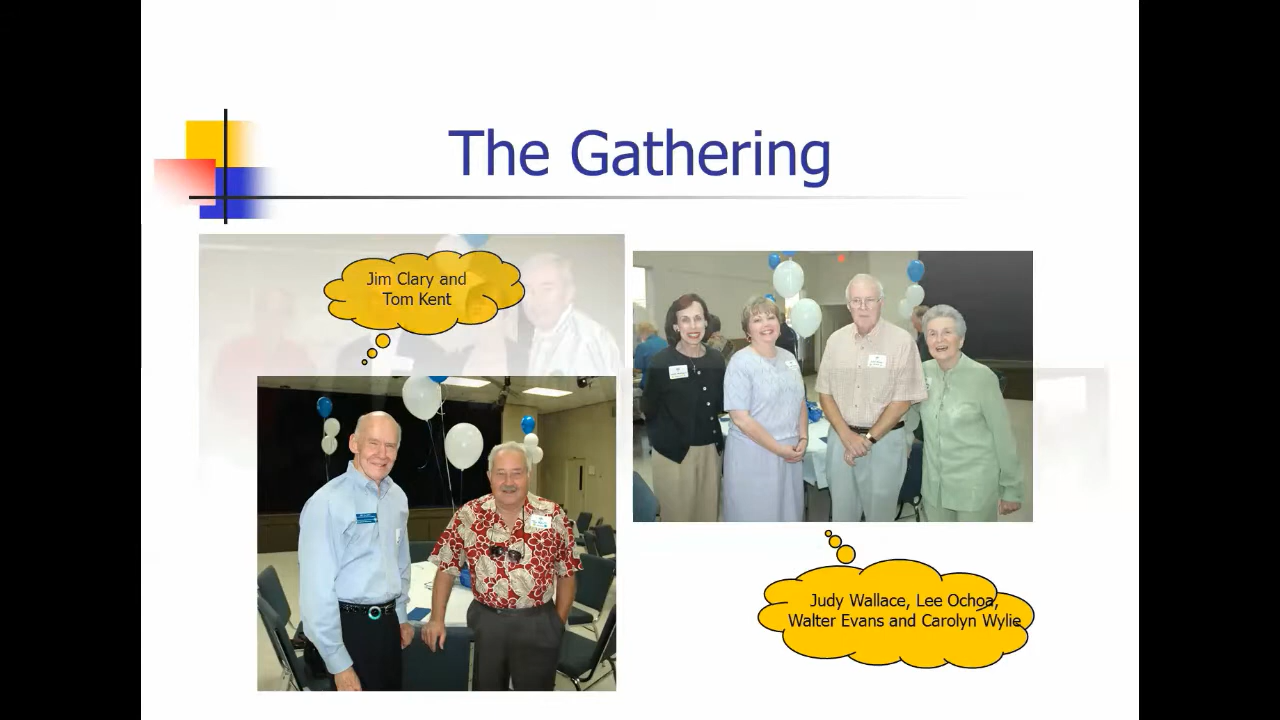 The Gathering
Jim Clary and
Tom Kent
Judy Wallace, Lee Ochoa,
Walter Evans and Carolyn Wylie